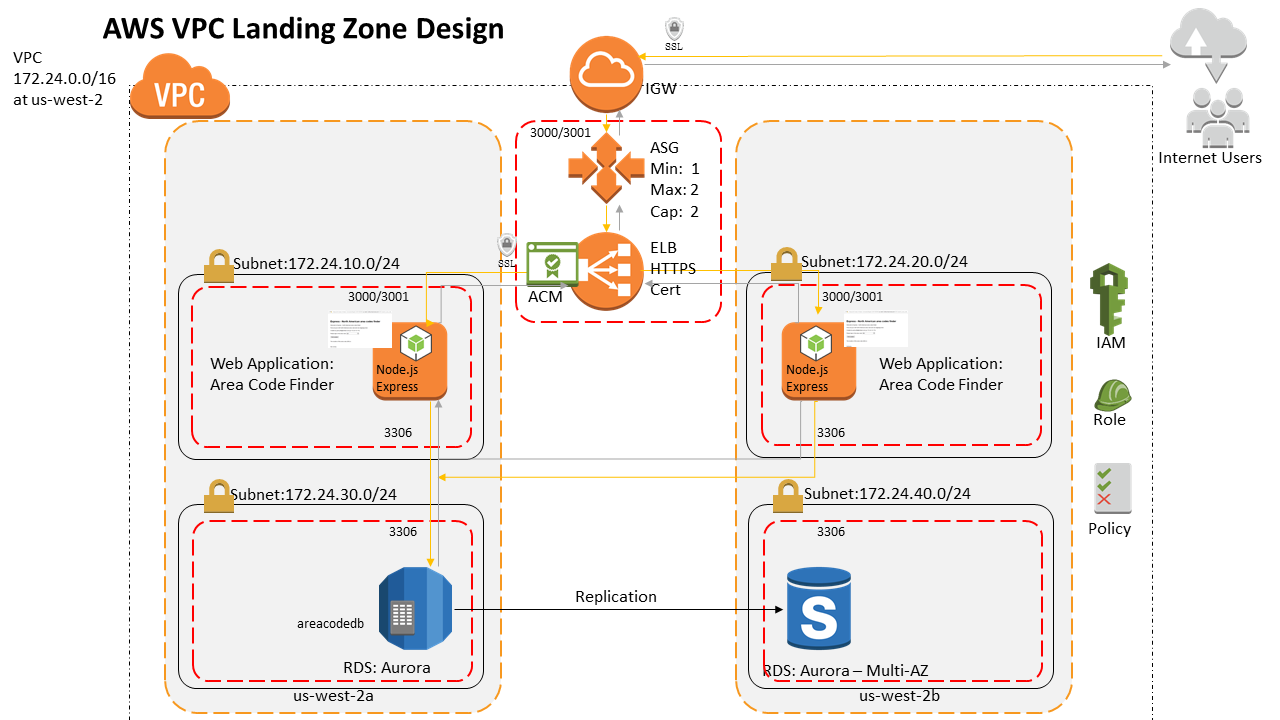 AWS VPC Landing Zone Design
VPC
172.24.0.0/16
at us-west-2
VPC
SSL
IGW
Internet Users
3000/3001
ASG
Min: 1
Max: 2
Cap: 2
SSL
ACM
ELB
HTTPS
Cert
Subnet:172.24.10.0/24
3000/3001
Web Application:
Area Code Finder
Node.js
Express
3306
Subnet:172.24.20.0/24
3000/3001
Node.js
Express
Web Application:
Area Code Finder
3306
IAM
Role
Policy
Subnet:172.24.30.0/24
3306
areacodedb
RDS: Aurora
us-west-2a
Replication
Subnet:172.24.40.0/24
3306
S
RDS: Aurora – Multi-AZ
us-west-2b